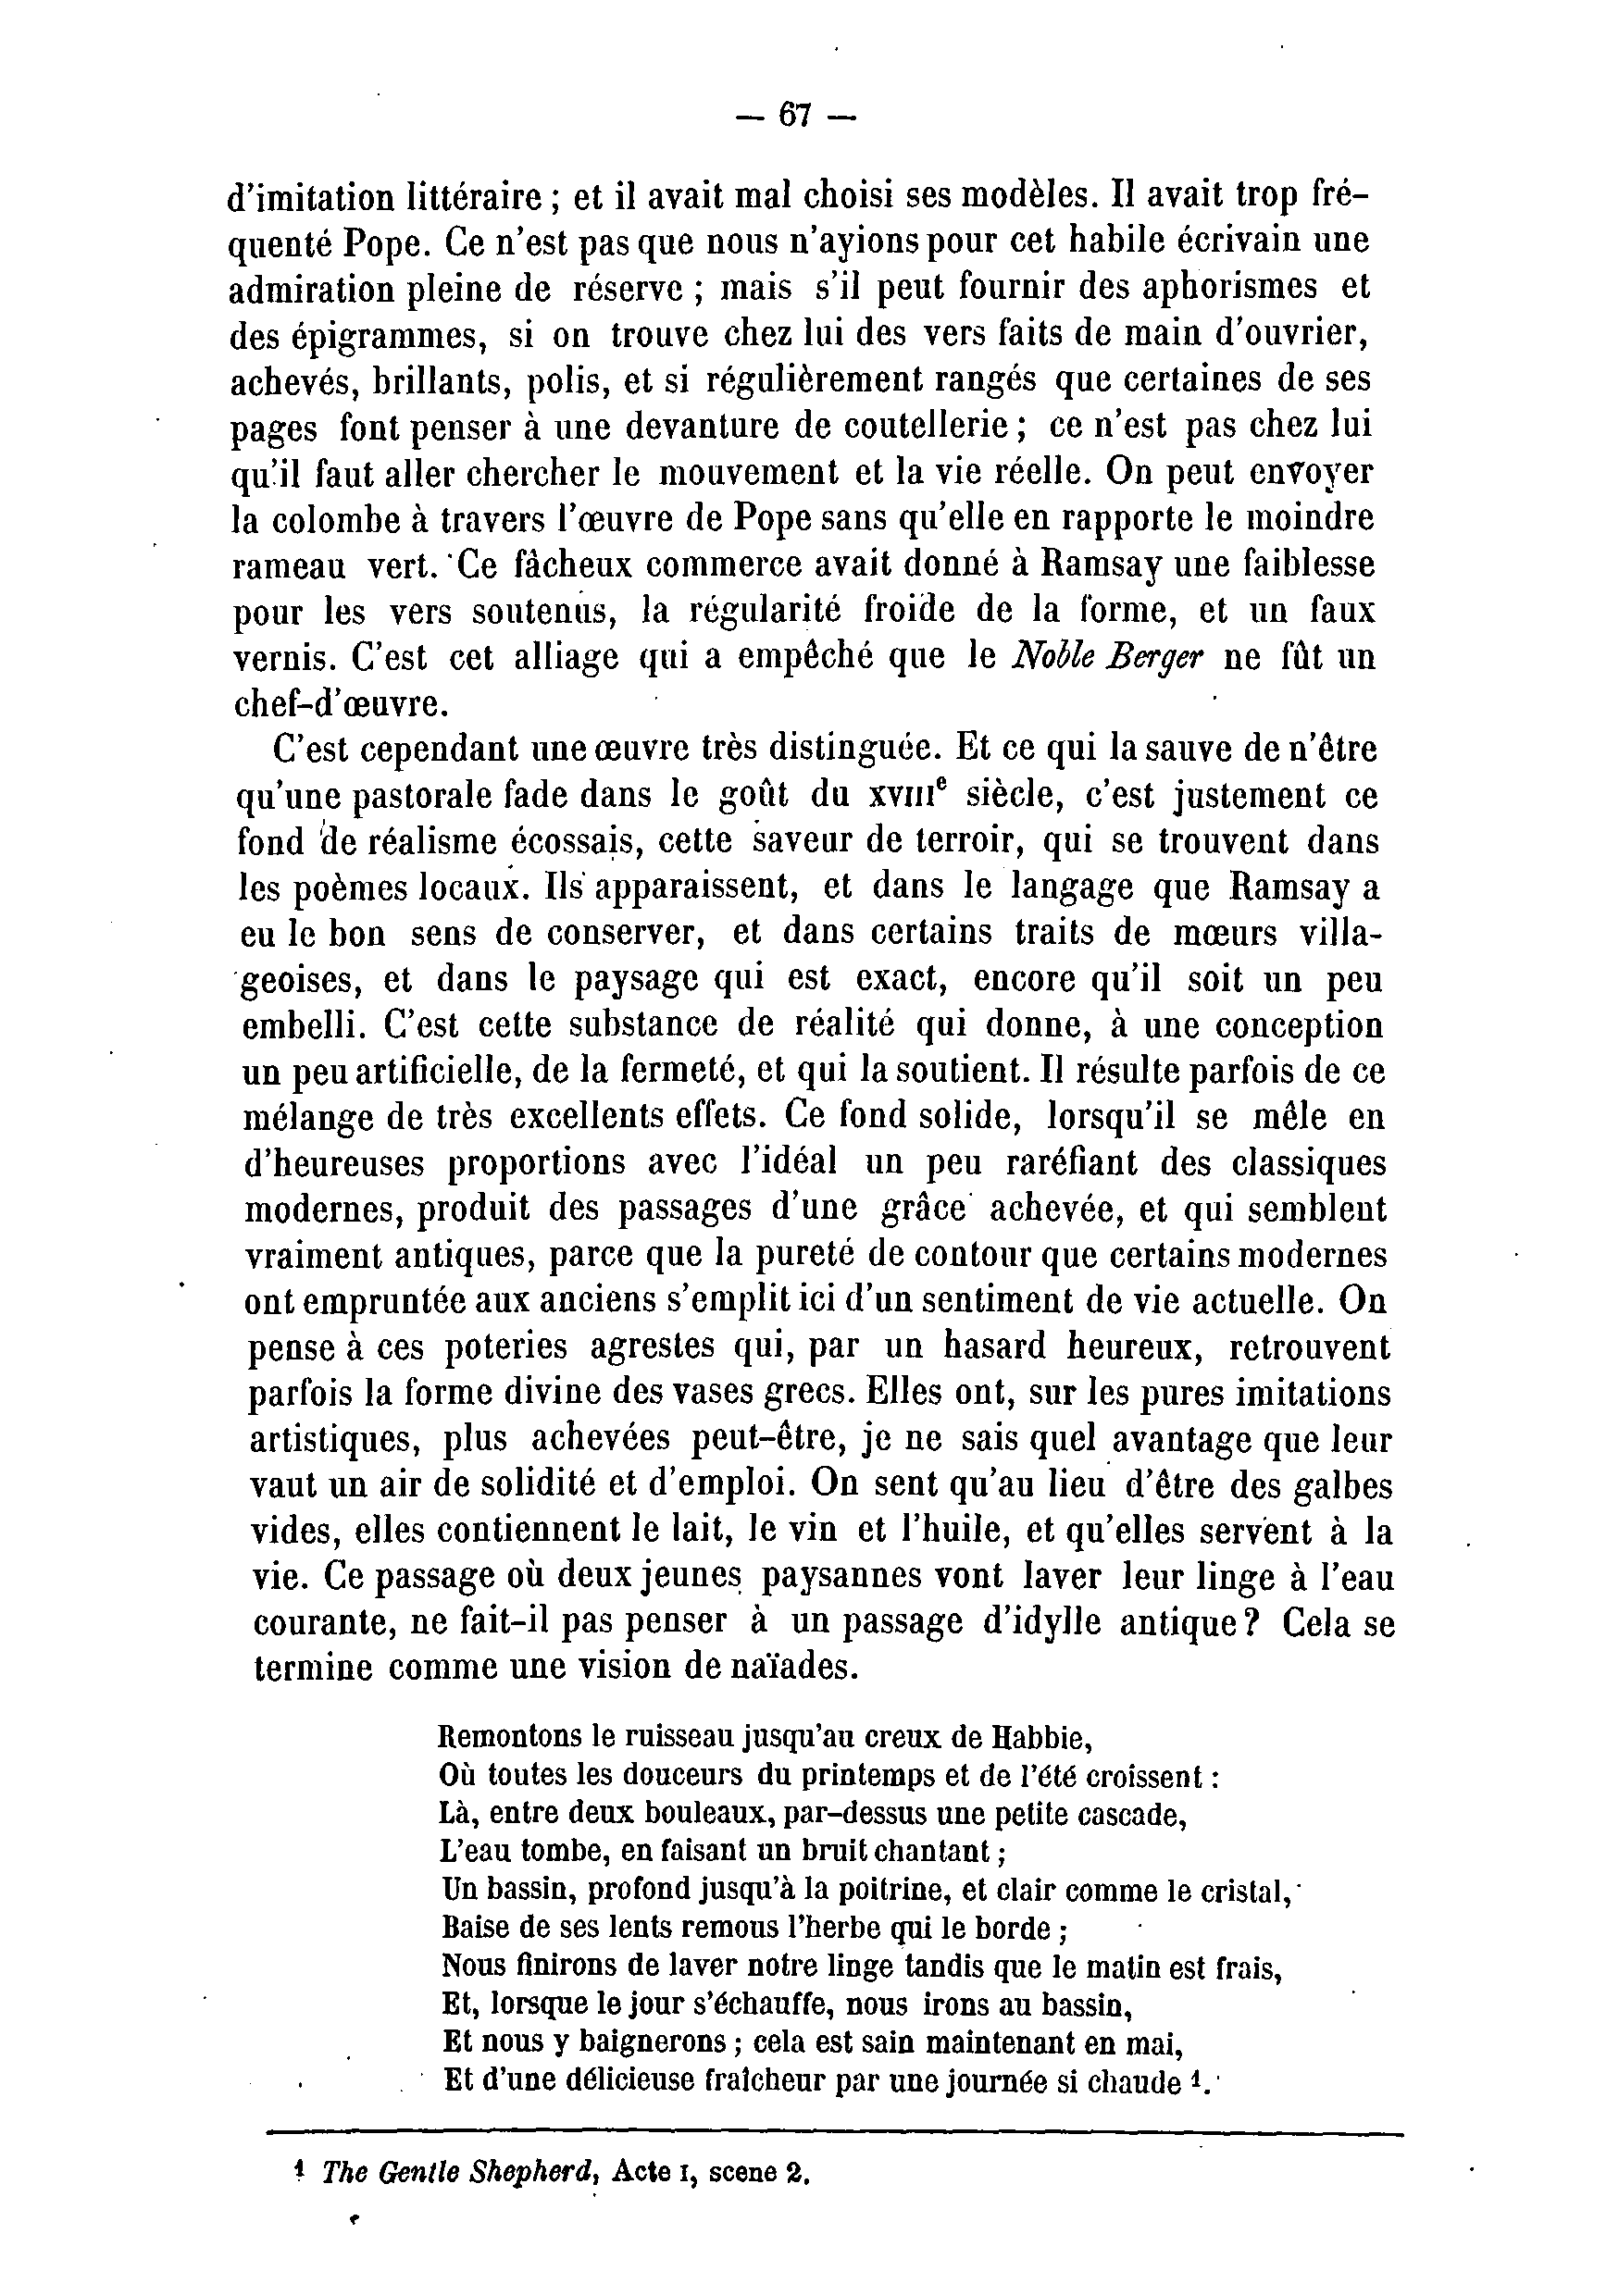 — 67 —
d'imitation littéraire ; et il avait mal choisi ses modèles. Il avait trop fré-
quenté Pope. Ce n'est pas que nous n'ayions pour cet habile écrivain une
admiration pleine de réserve ; mais s'il peut fournir des aphorismes et
des épigrammes, si on trouve chez lui des vers faits de main d'ouvrier,
achevés, brillants, polis, et si régulièrement rangés que certaines de ses
pages font penser à une devanture de coutellerie ; ce n'est pas chez lui
qu'il faut aller chercher le mouvement et la vie réelle. On peut envoyer
la colombe à travers l'œuvre de Pope sans qu'elle en rapporte le moindre
rameau vert. Ce fâcheux commerce avait donné à Ramsay une faiblesse
pour les vers soutenus, la régularité froide de la forme, et un faux
vernis. C'est cet alliage qui a empêché que le Noble Berger ne fût un
chef-d'œuvre.
C'est cependant une œuvre très distinguée. Et ce qui la sauve de n'être
qu'une pastorale fade dans le goût du XVIIIe siècle, c'est justement ce
fond de réalisme écossais, cette saveur de terroir, qui se trouvent dans
les poèmes locaux. Ils apparaissent, et dans le langage que Ramsay a
eu le bon sens de conserver, et dans certains traits de mœurs villa-
geoises, et dans le paysage qui est exact, encore qu'il soit un peu
embelli. C'est cette substance de réalité qui donne, à une conception
un peu artificielle, de la fermeté, et qui la soutient. Il résulte parfois de ce
mélange de très excellents effets. Ce fond solide, lorsqu'il se mêle en
d'heureuses proportions avec l'idéal un peu raréfiant des classiques
modernes, produit des passages d'une grâce achevée, et qui semblent
vraiment antiques, parce que la pureté de contour que certains modernes
ont empruntée aux anciens s'emplit ici d'un sentiment de vie actuelle. On
pense à ces poteries agrestes qui, par un hasard heureux, retrouvent
parfois la forme divine des vases grecs. Elles ont, sur les pures imitations
artistiques, plus achevées peut-être, je ne sais quel avantage que leur
vaut un air de solidité et d'emploi. On sent qu'au lieu d'être des galbes
vides, elles contiennent le lait, le vin et l'huile, et qu'elles servent à la
vie. Ce passage où deux jeunes paysannes vont laver leur linge à l'eau
courante, ne fait-il pas penser à un passage d'idylle antique? Cela se
termine comme une vision de naïades.
Remontons le ruisseau jusqu'au creux de Habbie,
Où toutes les douceurs du printemps et de l'été croissent :
Là, entre deux bouleaux, par-dessus une petite cascade,
L'eau tombe, en faisant un bruit chantant ;
Un bassin, profond jusqu'à la poitrine, et clair comme le cristal,
Baise de ses lents remous l'herbe qui le borde ;
Nous finirons de laver notre linge tandis que le matin est frais,
Et, lorsque le jour s'échauffe, nous irons au bassin,
Et nous y baignerons ; cela est sain maintenant en mai,
Et d'une délicieuse fraîcheur par une journée si chaude 1.
1 The Gentle Shepherd, Acte I, scene 2.